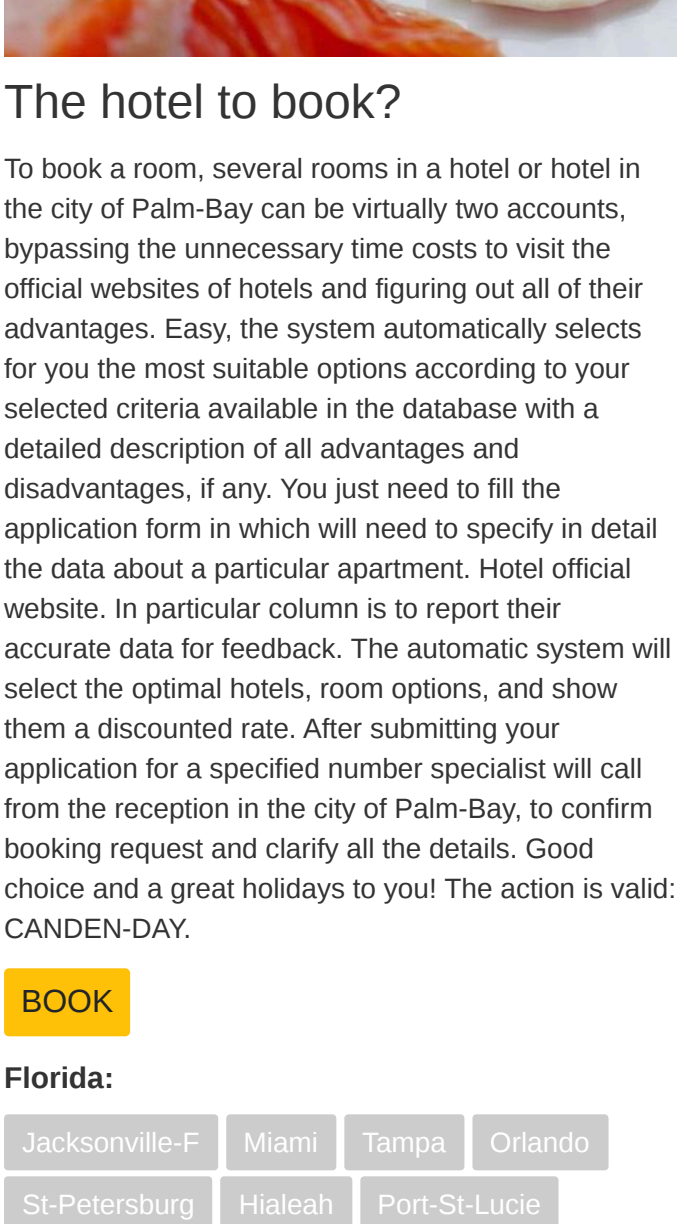 The hotel to book?
To book a room, several rooms in a hotel or hotel in
the city of Palm-Bay can be virtually two accounts,
bypassing the unnecessary time costs to visit the
official websites of hotels and figuring out all of their
advantages. Easy, the system automatically selects
for you the most suitable options according to your
selected criteria available in the database with a
detailed description of all advantages and
disadvantages, if any. You just need to fill the
application form in which will need to specify in detail
the data about a particular apartment. Hotel official
website. In particular column is to report their
accurate data for feedback. The automatic system will
select the optimal hotels, room options, and show
them a discounted rate. After submitting your
application for a specified number specialist will call
from the reception in the city of Palm-Bay, to confirm
booking request and clarify all the details. Good
choice and a great holidays to you! The action is valid:
CANDEN-DAY.
BOOK
Florida:
Jacksonville-F Miami Tampa Orlando
St-Petersburg Hialeah Port-St-Lucie